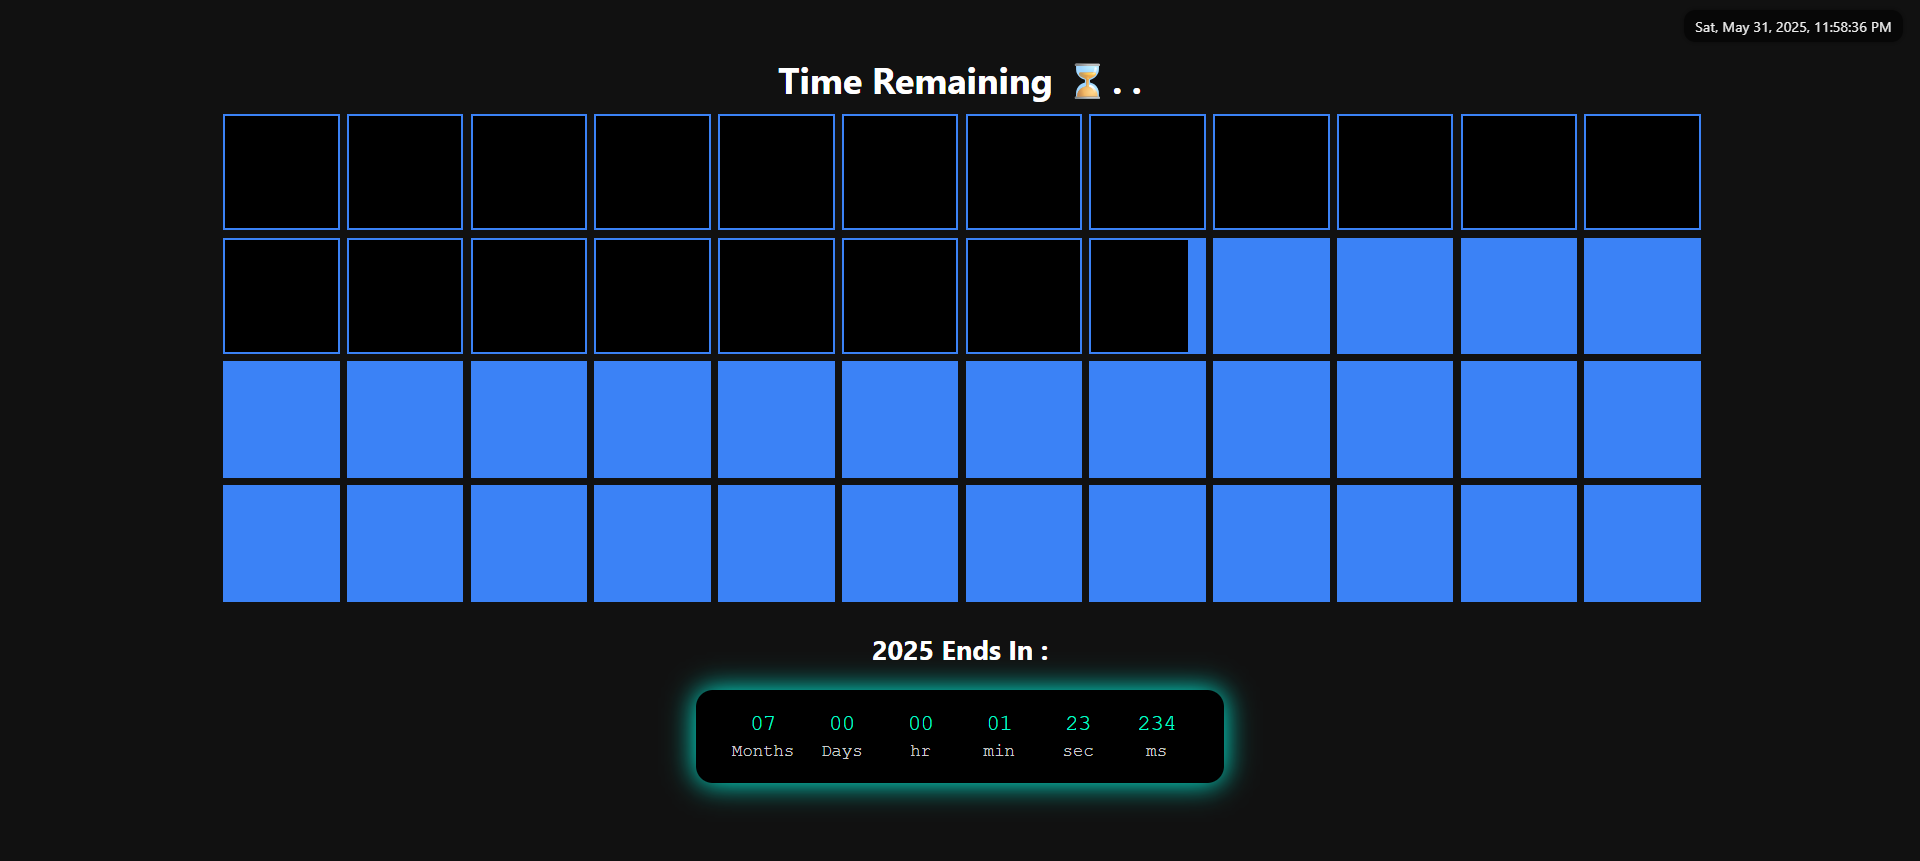 Sat, May 31, 2025, 11:58:36 PM
Time Remaining ⏳. .
2025 Ends In :
07 00 00 01 23 234
Months Days hr min sec ms